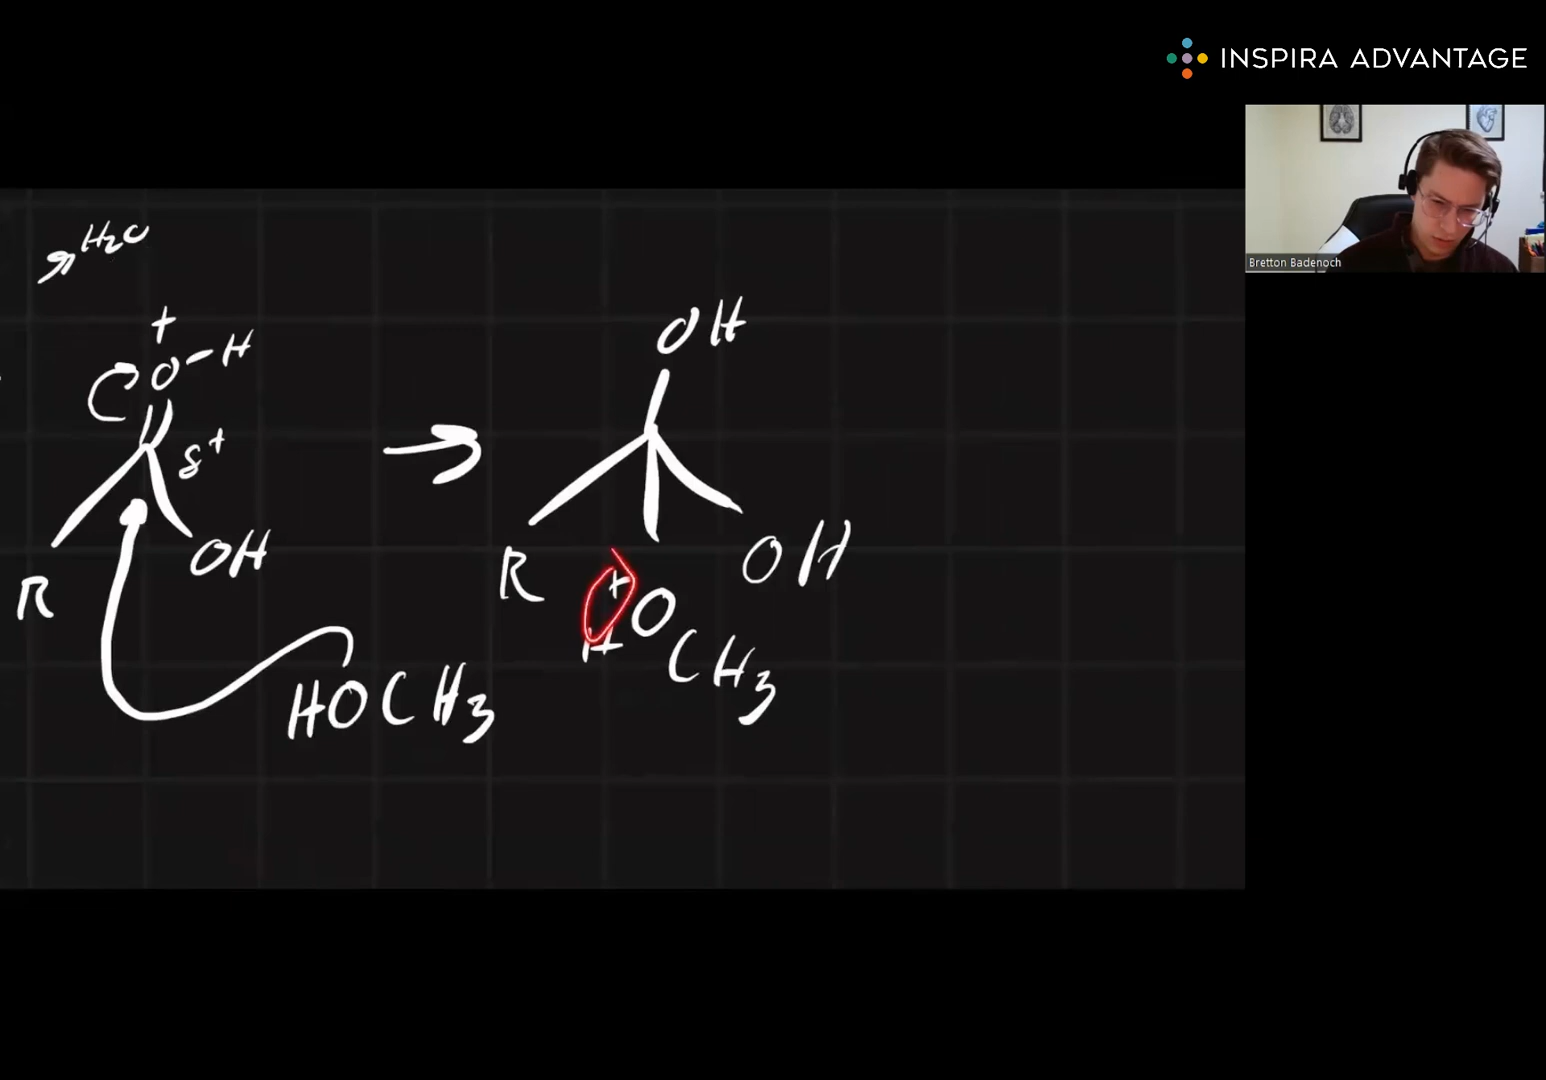 INSPIRA ADVANTAGE
Bretton Badenoch
H2O
+
O-H
δ+
OH
R
HOCH3
OH
R
OH
+
H
O
CH3